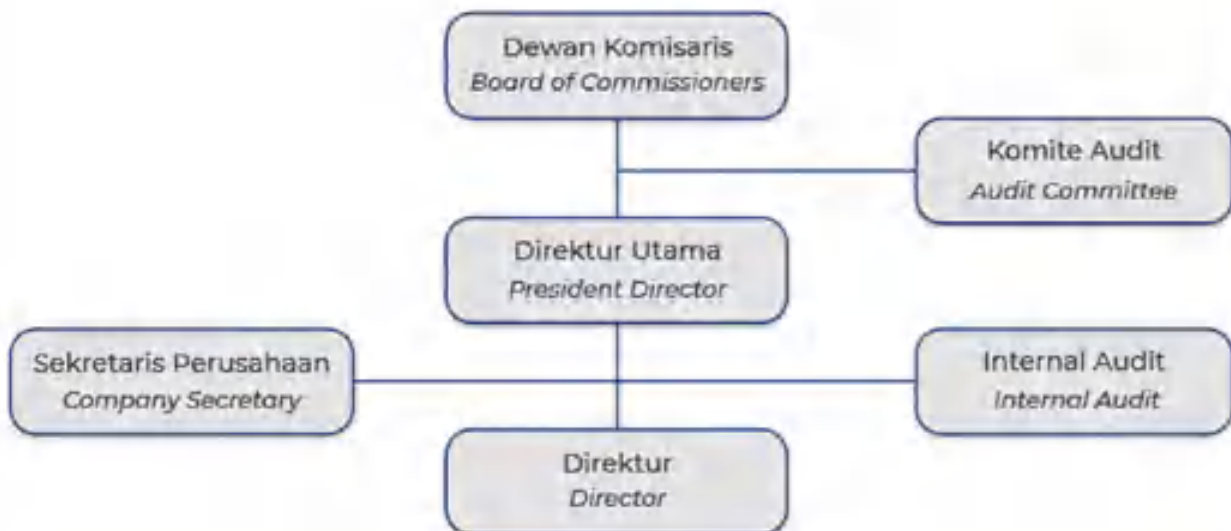 Dewan Komisaris
Board of Commissioners
Komite Audit
Audit Committee
Direktur Utama
President Director
Sekretaris Perusahaan
Company Secretary
Internal Audit
Internal Audit
Direktur
Director